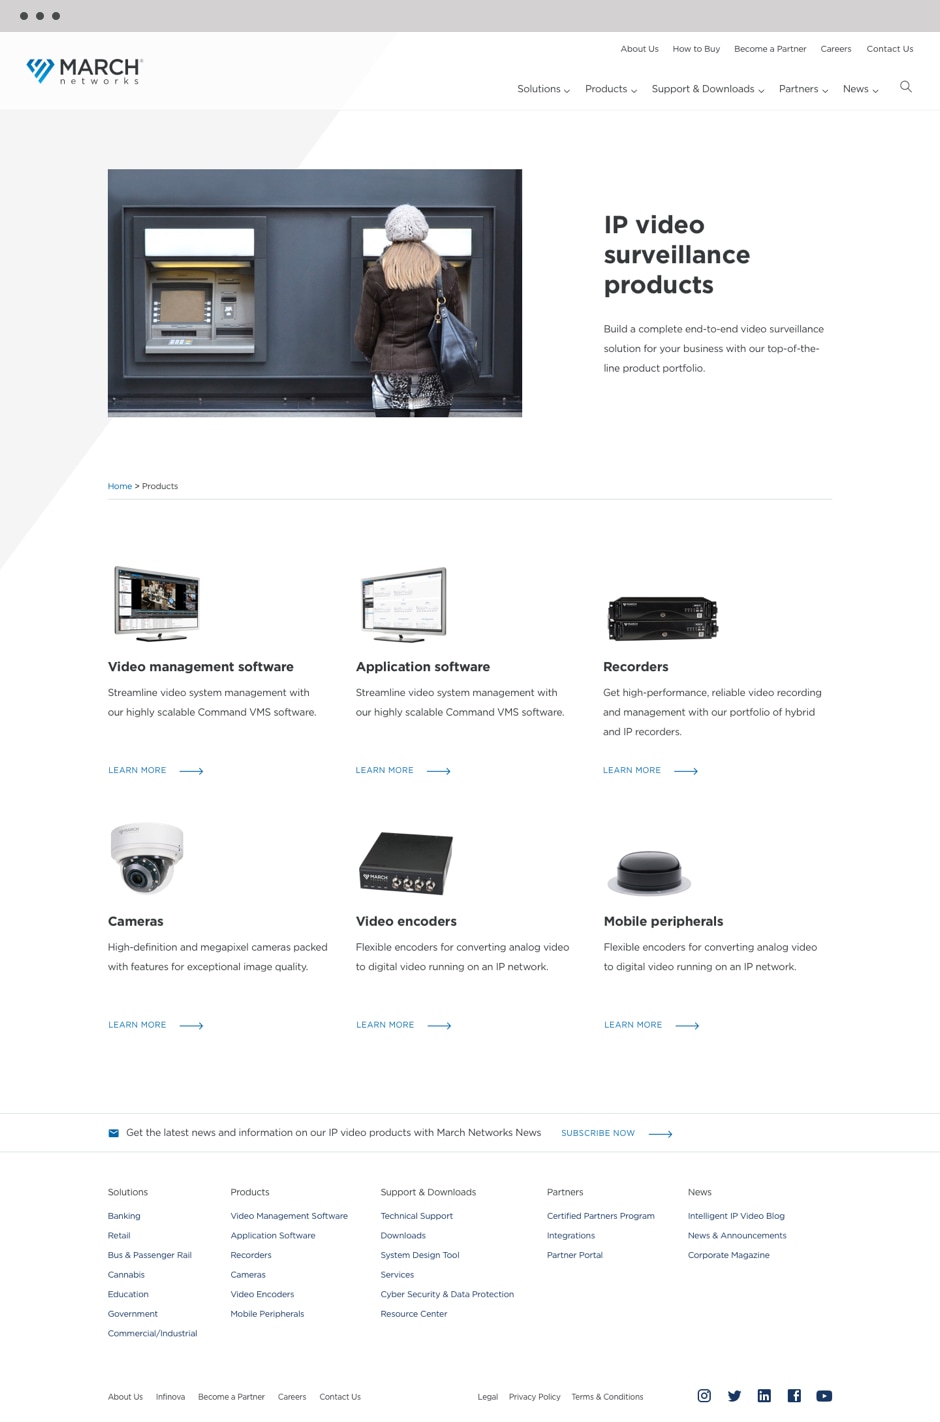 About Us How to Buy Become a Partner Careers Contact Us
MARCH®
networks
Solutions Products Support & Downloads Partners News
IP video
surveillance
products
Build a complete end-to-end video surveillance
solution for your business with our top-of-the-
line product portfolio.
Home > Products
Video management software
Streamline video system management with
our highly scalable Command VMS software.
LEARN MORE
Application software
Streamline video system management with
our highly scalable Command VMS software.
LEARN MORE
Recorders
Get high-performance, reliable video recording
and management with our portfolio of hybrid
and IP recorders.
LEARN MORE
MARCH
Cameras
High-definition and megapixel cameras packed
with features for exceptional image quality.
LEARN MORE
MARCH
Video encoders
Flexible encoders for converting analog video
to digital video running on an IP network.
LEARN MORE
Mobile peripherals
Flexible encoders for converting analog video
to digital video running on an IP network.
LEARN MORE
Get the latest news and information on our IP video products with March Networks News SUBSCRIBE NOW
Solutions
Banking
Retail
Bus & Passenger Rail
Cannabis
Education
Government
Commercial/Industrial
Products
Video Management Software
Application Software
Recorders
Cameras
Video Encoders
Mobile Peripherals
Support & Downloads
Technical Support
Downloads
System Design Tool
Services
Cyber Security & Data Protection
Resource Center
Partners
Certified Partners Program
Integrations
Partner Portal
News
Intelligent IP Video Blog
News & Announcements
Corporate Magazine
About Us Infinova Become a Partner Careers Contact Us Legal Privacy Policy Terms & Conditions